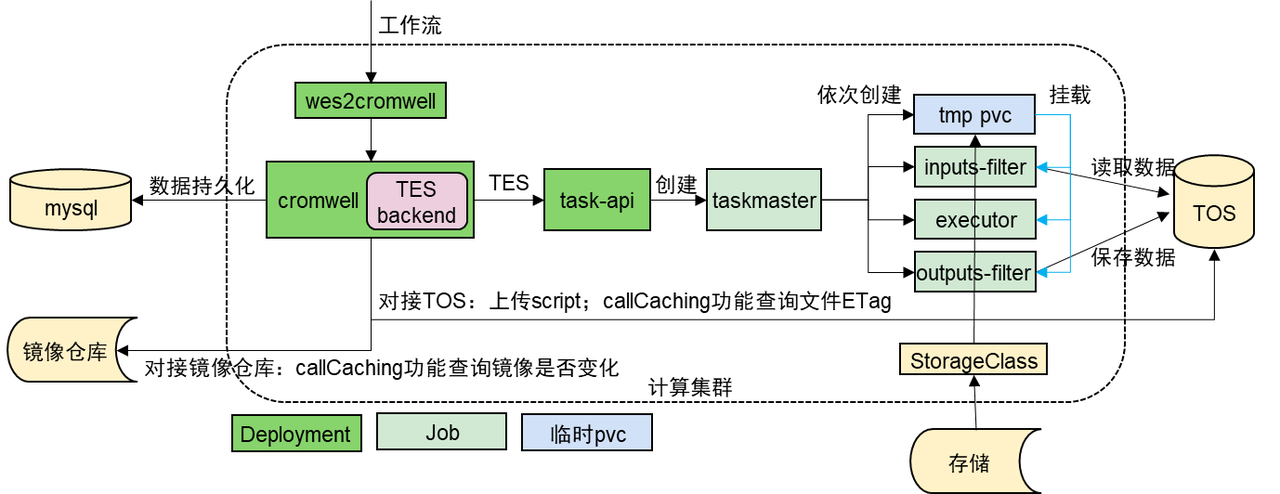 工作流
wes2cromwell
依次创建
tmp pvc
挂载
mysql
数据持久化
cromwell
TES
backend
TES
task-api
创建
taskmaster
inputs-filter
executor
outputs-filter
读取数据
保存数据
TOS
对接TOS：上传script；callCaching功能查询文件ETag
镜像仓库
对接镜像仓库：callCaching功能查询镜像是否变化
StorageClass
计算集群
Deployment
Job
临时pvc
存储